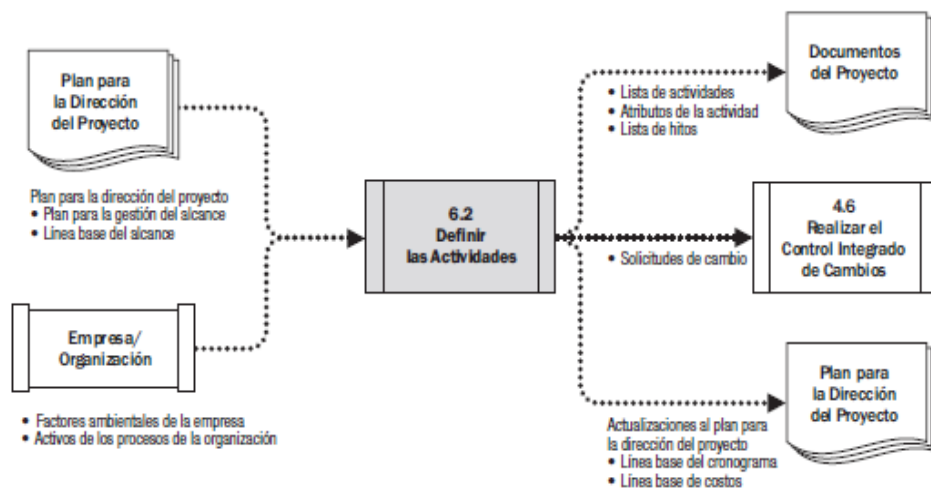 Plan para
la Dirección
del Proyecto
Plan para la dirección del proyecto
• Plan para la gestión del alcance
• Línea base del alcance
Empresa/
Organización
• Factores ambientales de la empresa
• Activos de los procesos de la organización
6.2
Definir
las Actividades
Documentos
del Proyecto
• Lista de actividades
• Atributos de la actividad
• Lista de hitos
4.6
Realizar el
Control Integrado
de Cambios
• Solicitudes de cambio
Plan para
la Dirección
del Proyecto
Actualizaciones al plan para
la dirección del proyecto
• Línea base del cronograma
• Línea base de costos